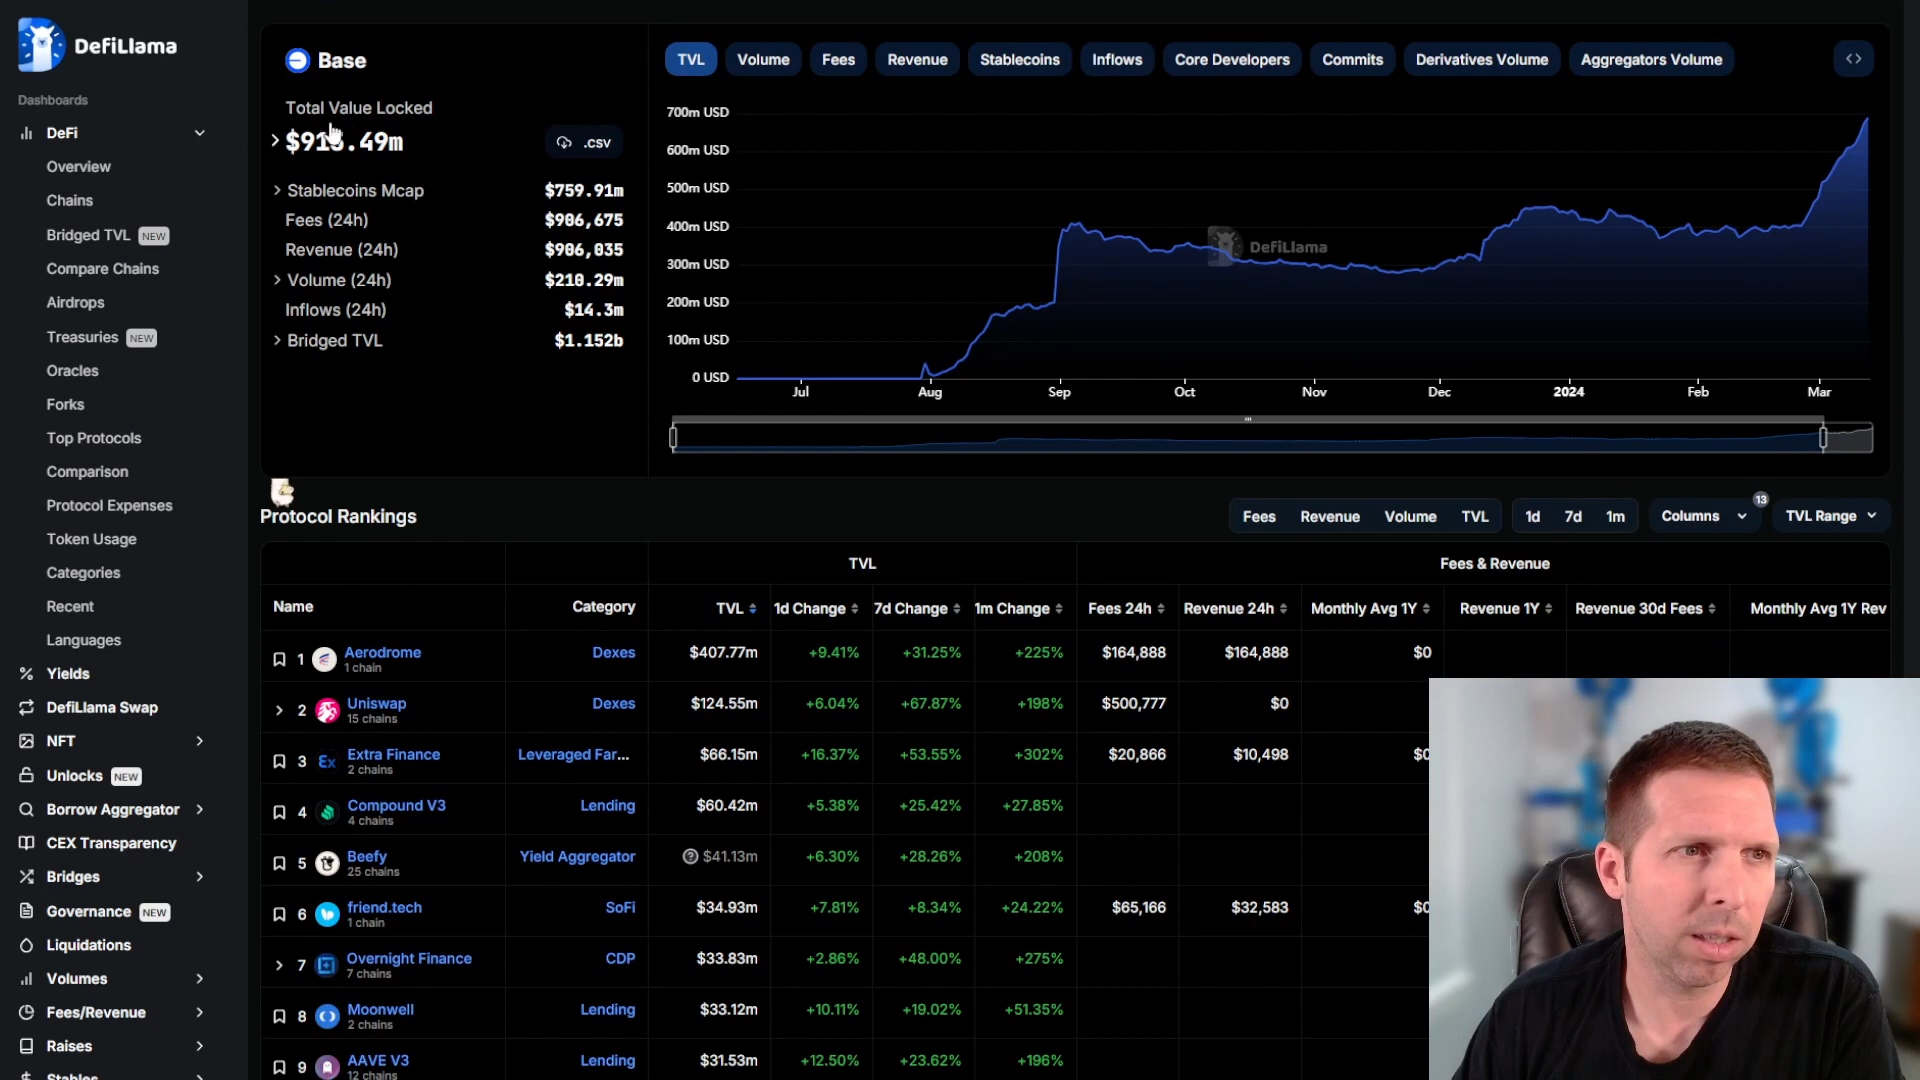 DefiLlama
Dashboards
DeFi
Overview
Chains
Bridged TVL NEW
Compare Chains
Airdrops
Treasuries NEW
Oracles
Forks
Top Protocols
Comparison
Protocol Expenses
Token Usage
Categories
Recent
Languages
Yields
DefiLlama Swap
NFT
Unlocks NEW
Borrow Aggregator
CEX Transparency
Bridges
Governance NEW
Liquidations
Volumes
Fees/Revenue
Raises
Base
Total Value Locked
.csv
Stablecoins Mcap $759.91m
Fees (24h) $906,675
Revenue (24h) $906,035
Volume (24h) $210.29m
Inflows (24h) $14.3m
Bridged TVL $1.152b
TVL Volume Fees Revenue Stablecoins Inflows Core Developers Commits Derivatives Volume Aggregators Volume
700m USD
600m USD
500m USD
400m USD
300m USD
200m USD
100m USD
0 USD
DefiLlama
Jul Aug Sep Oct Nov Dec 2024 Feb Mar
Protocol Rankings
Fees Revenue Volume TVL 1d 7d 1m Columns 13 TVL Range
TVL Fees & Revenue
Name Category TVL 1d Change 7d Change 1m Change Fees 24h Revenue 24h Monthly Avg 1Y Revenue 1Y Revenue 30d Fees Monthly Avg 1Y Rev
1 Aerodrome Dexes $407.77m +9.41% +31.25% +225% $164,888 $164,888 $0
1 chain
2 Uniswap Dexes $124.55m +6.04% +67.87% +198% $500,777 $0
15 chains
3 Ex Extra Finance Leveraged Far... $66.15m +16.37% +53.55% +302% $20,866 $10,498 $0
2 chains
4 Compound V3 Lending $60.42m +5.38% +25.42% +27.85%
4 chains
5 Beefy Yield Aggregator $41.13m +6.30% +28.26% +208%
25 chains
6 friend.tech SoFi $34.93m +7.81% +8.34% +24.22% $65,166 $32,583 $0
1 chain
7 Overnight Finance CDP $33.83m +2.86% +48.00% +275%
7 chains
8 Moonwell Lending $33.12m +10.11% +19.02% +51.35%
2 chains
9 AAVE V3 Lending $31.53m +12.50% +23.62% +196%
12 chains